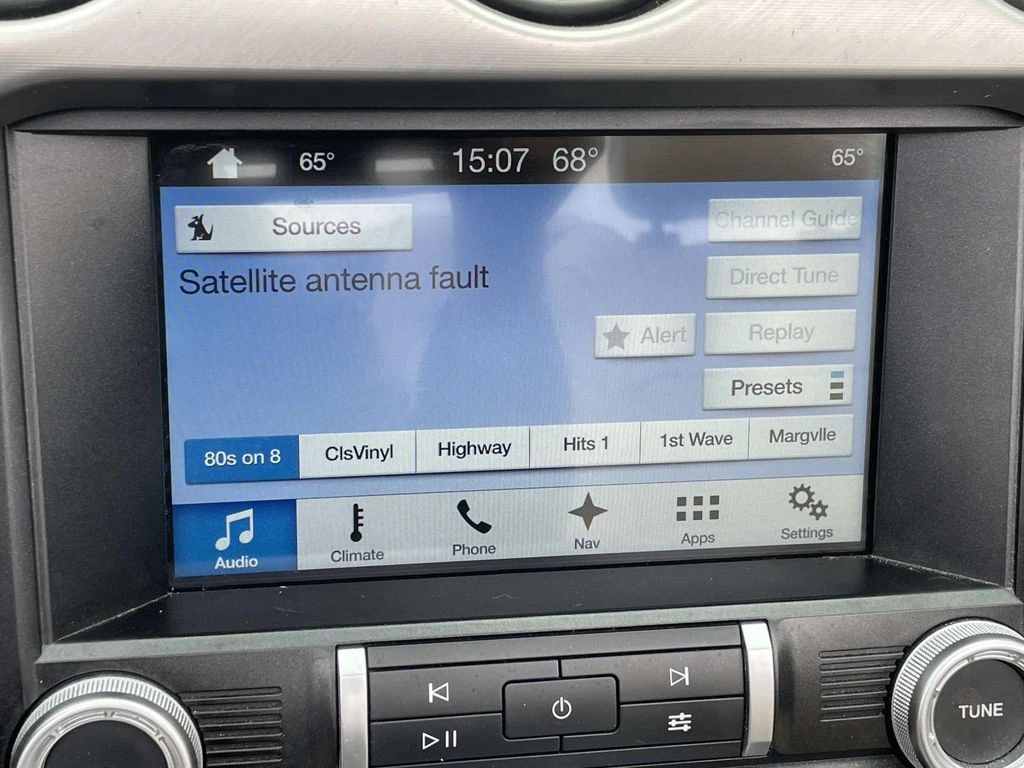 65° 15:07 68° 65°
Sources
Channel Guide
Satellite antenna fault
Direct Tune
Alert
Replay
Presets
80s on 8 ClsVinyl Highway Hits 1 1st Wave Margvlle
Audio Climate Phone Nav Apps Settings
TUNE